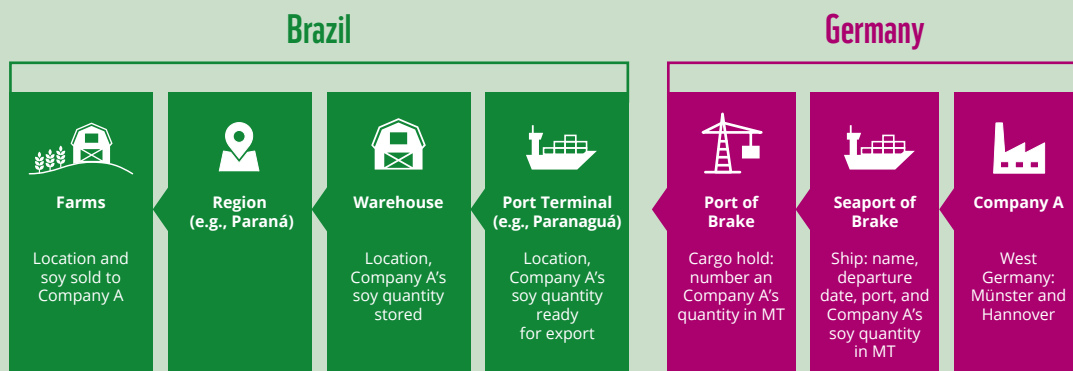 Brazil
Germany
Farms
Location and
soy sold to
Company A
Region
(e.g., Paraná)
Warehouse
Location,
Company A's
soy quantity
stored
Port Terminal
(e.g., Paranaguá)
Location,
Company A's
soy quantity
ready
for export
Port of
Brake
Cargo hold:
number an
Company A's
quantity in MT
Seaport of
Brake
Ship: name,
departure
date, port, and
Company A's
soy quantity
in MT
Company A
West
Germany:
Münster and
Hannover